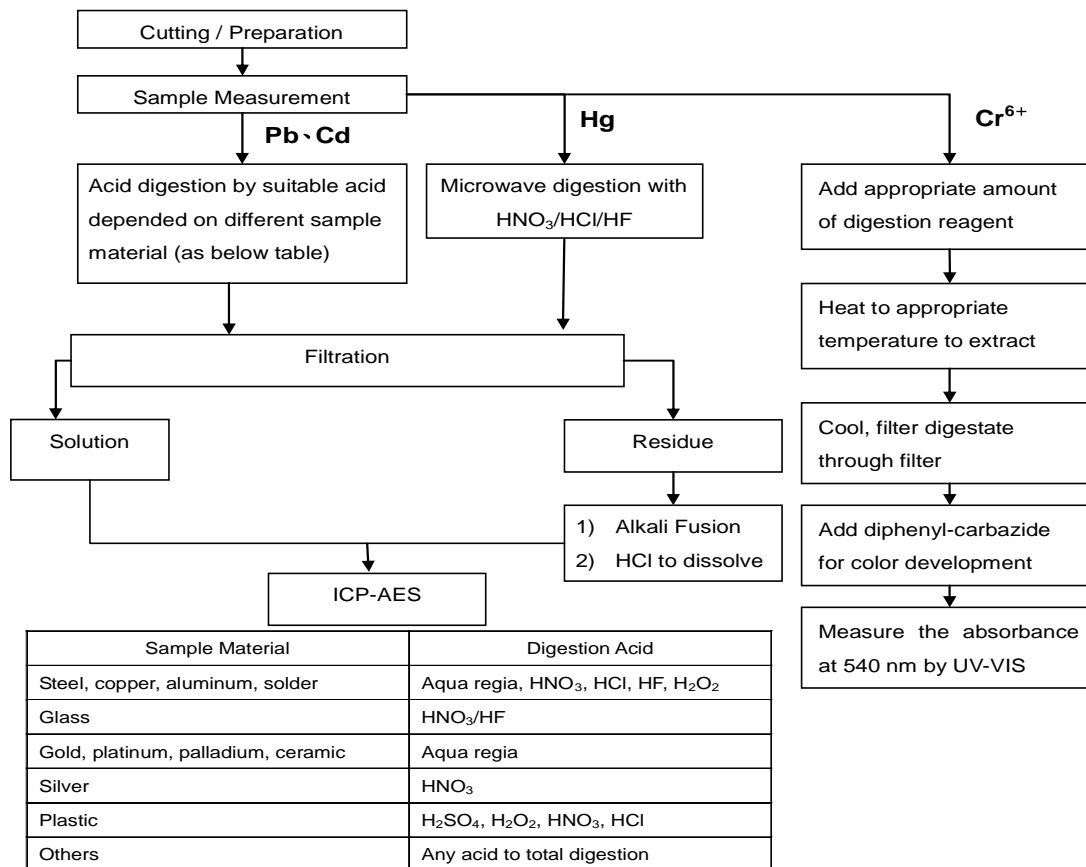 Cutting / Preparation
Sample Measurement
Pb、Cd
Hg
Cr⁶⁺
Acid digestion by suitable acid
depended on different sample
material (as below table)
Microwave digestion with
HNO₃/HCl/HF
Add appropriate amount
of digestion reagent
Heat to appropriate
temperature to extract
Filtration
Solution
Residue
Cool, filter digestate
through filter
1) Alkali Fusion
2) HCl to dissolve
Add diphenyl-carbazide
for color development
ICP-AES
Measure the absorbance
at 540 nm by UV-VIS
Sample Material Digestion Acid
Steel, copper, aluminum, solder Aqua regia, HNO₃, HCl, HF, H₂O₂
Glass HNO₃/HF
Gold, platinum, palladium, ceramic Aqua regia
Silver HNO₃
Plastic H₂SO₄, H₂O₂, HNO₃, HCl
Others Any acid to total digestion